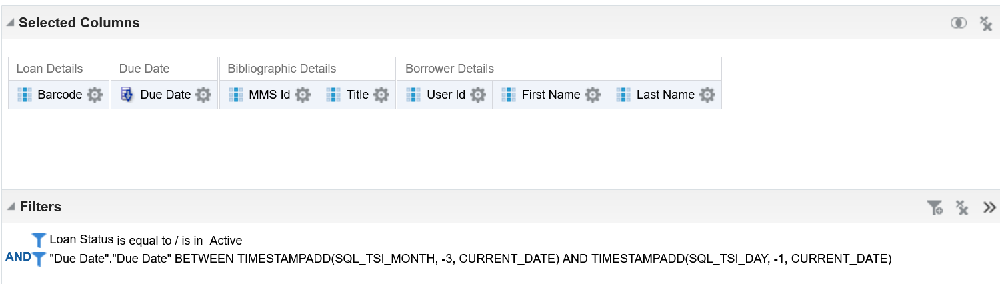 Selected Columns
Loan Details Due Date Bibliographic Details Borrower Details
Barcode Due Date MMS Id Title User Id First Name Last Name
Filters
Loan Status is equal to / is in Active
AND "Due Date"."Due Date" BETWEEN TIMESTAMPADD(SQL_TSI_MONTH, -3, CURRENT_DATE) AND TIMESTAMPADD(SQL_TSI_DAY, -1, CURRENT_DATE)